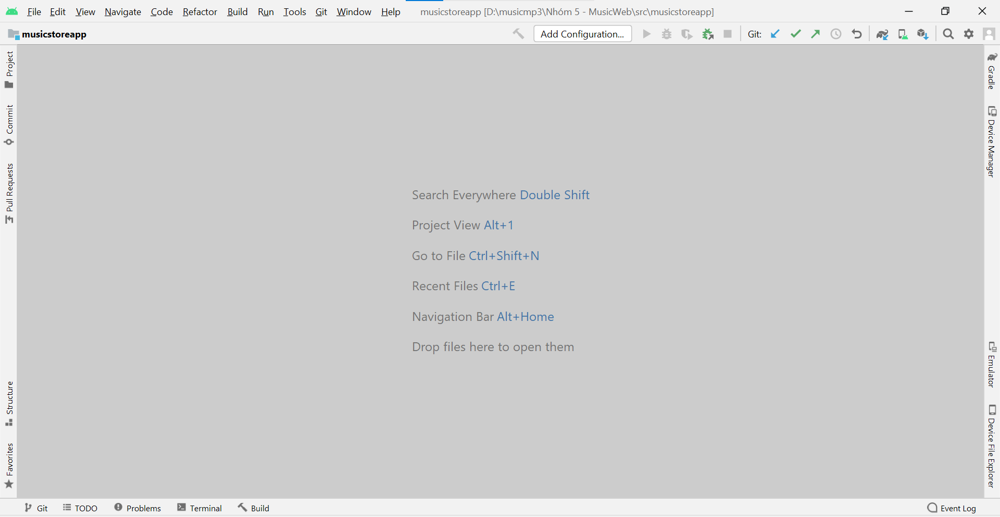 File Edit View Navigate Code Refactor Build Run Tools Git Window Help musicstoreapp [D:\musicmp3\Nhóm 5 - MusicWeb\src\musicstoreapp]
musicstoreapp Add Configuration... Git:
Project
Commit
Pull Requests
Structure
Favorites
Search Everywhere Double Shift
Project View Alt+1
Go to File Ctrl+Shift+N
Recent Files Ctrl+E
Navigation Bar Alt+Home
Drop files here to open them
Gradle
Device Manager
Emulator
Device File Explorer
Git TODO Problems Terminal Build Event Log